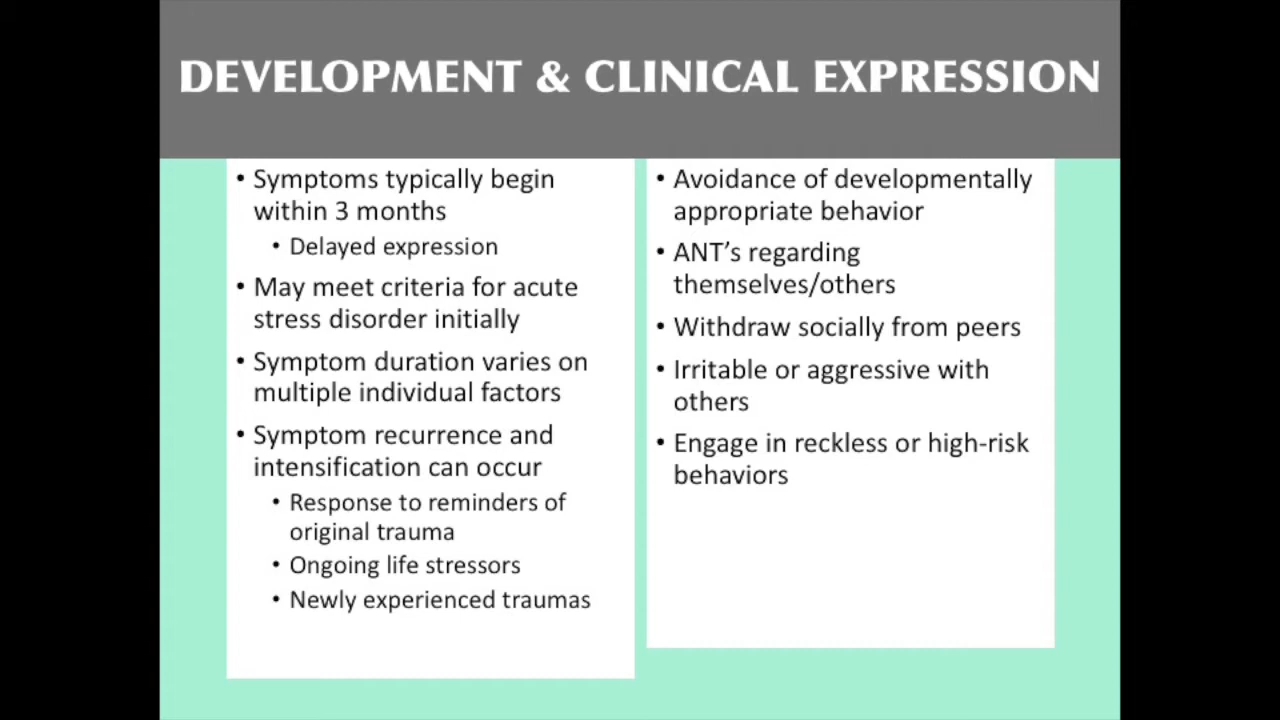 DEVELOPMENT & CLINICAL EXPRESSION
• Symptoms typically begin
within 3 months
• Delayed expression
• May meet criteria for acute
stress disorder initially
• Symptom duration varies on
multiple individual factors
• Symptom recurrence and
intensification can occur
• Response to reminders of
original trauma
• Ongoing life stressors
• Newly experienced traumas
• Avoidance of developmentally
appropriate behavior
• ANT’s regarding
themselves/others
• Withdraw socially from peers
• Irritable or aggressive with
others
• Engage in reckless or high-risk
behaviors